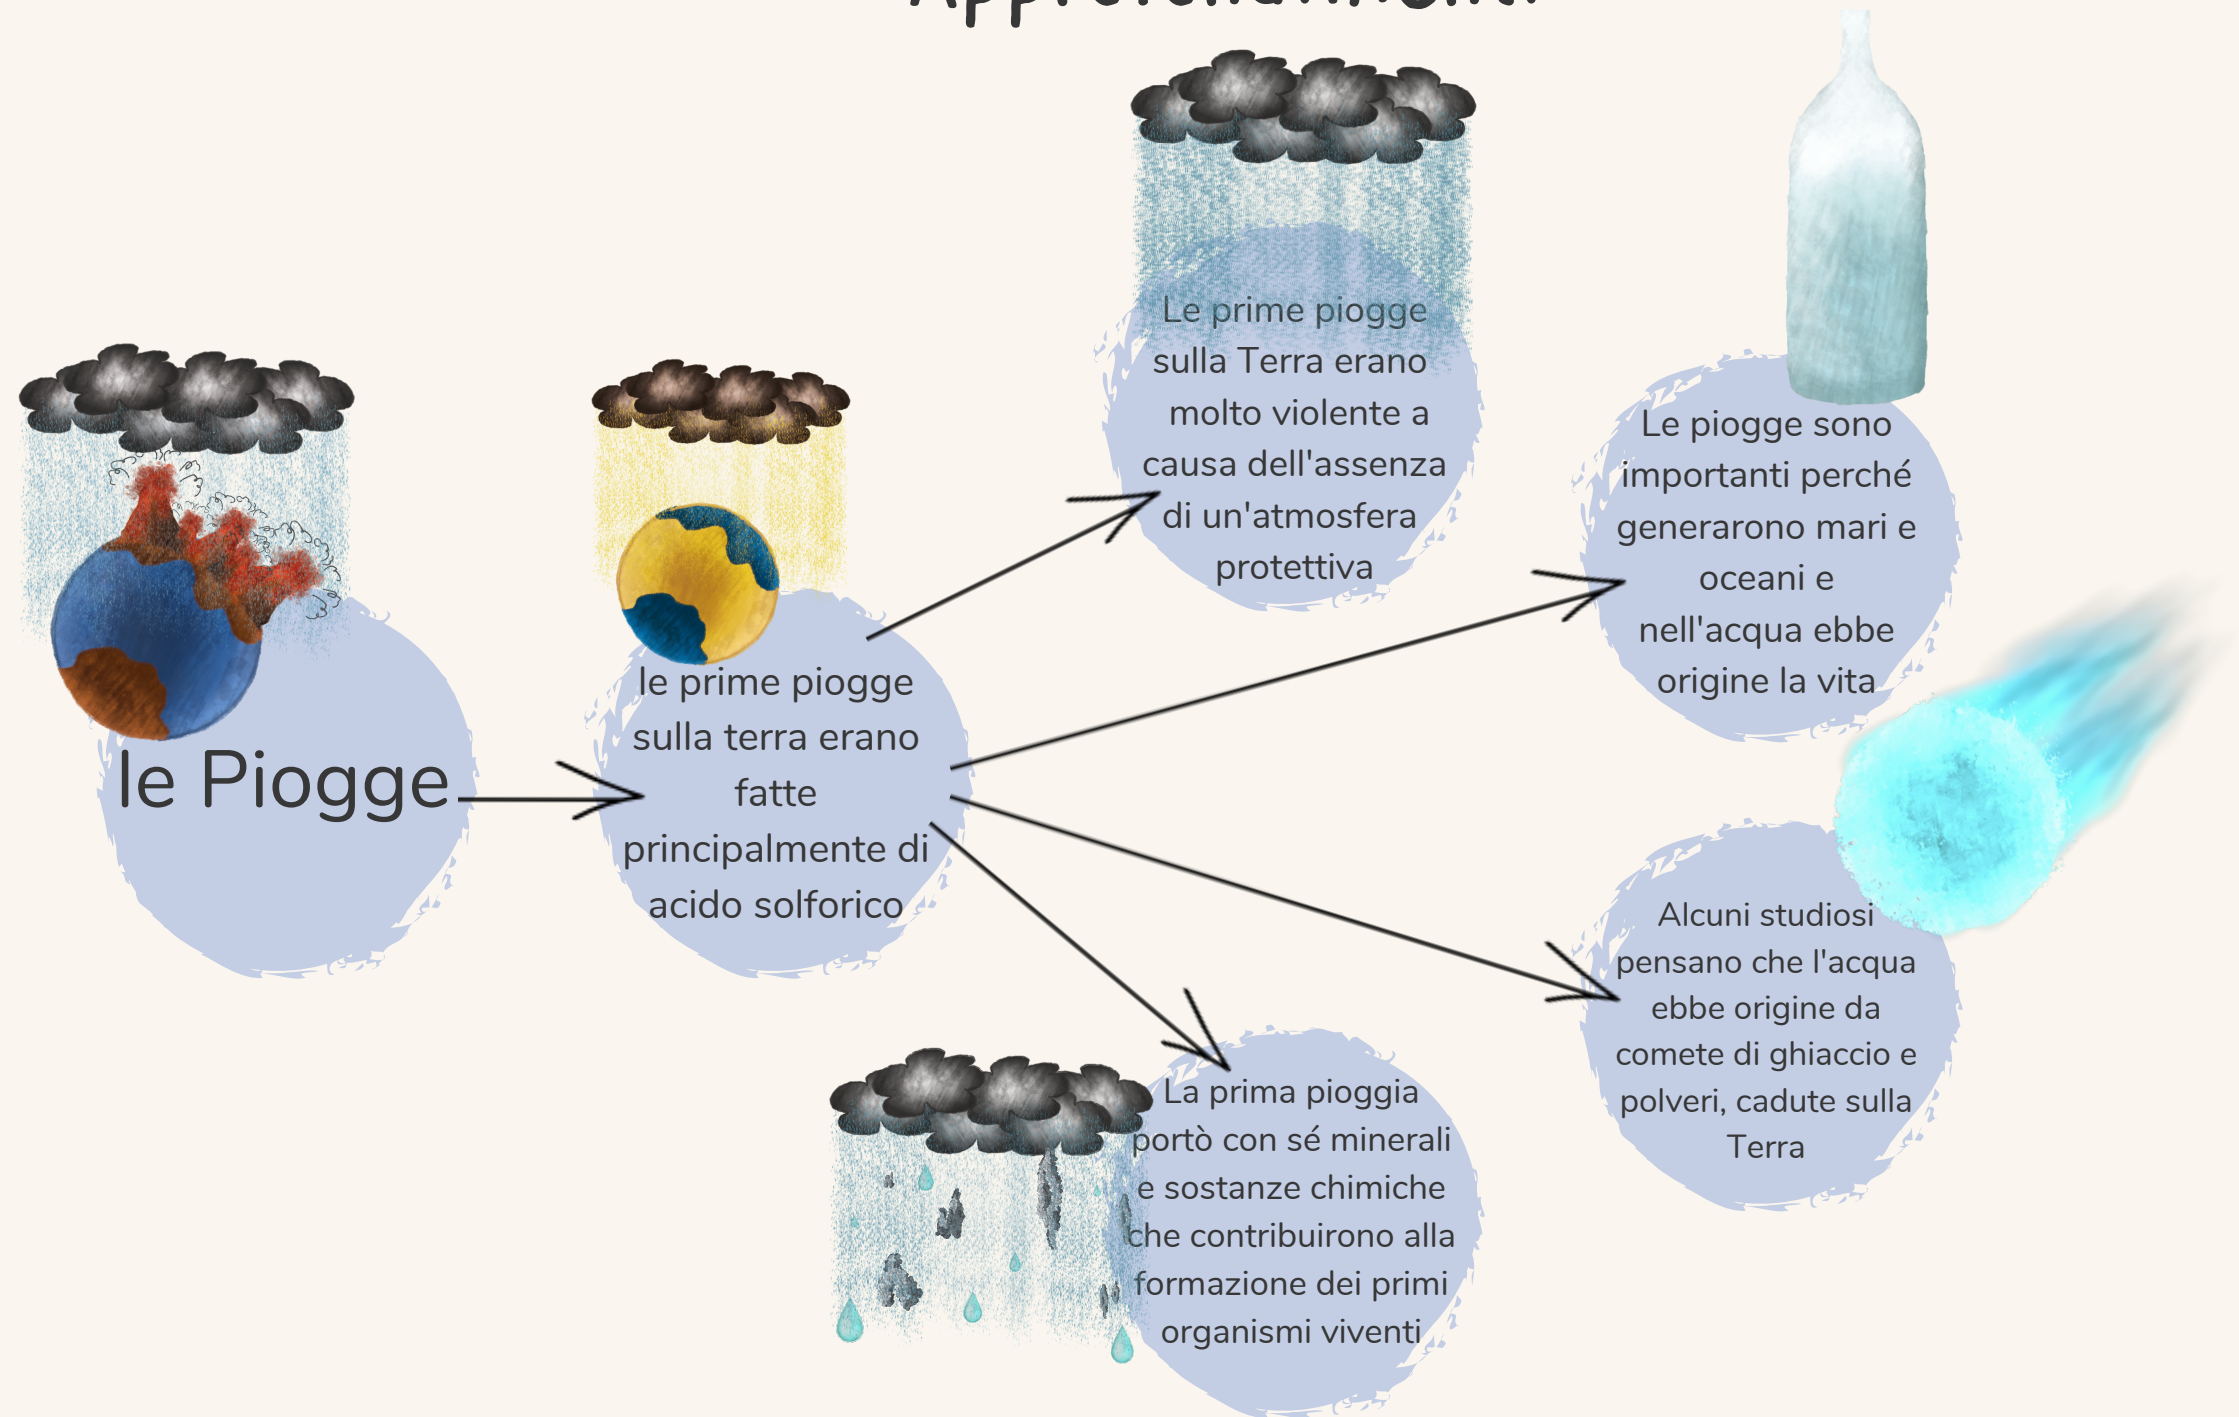 le Piogge
le prime piogge
sulla terra erano
fatte
principalmente di
acido solforico
Le prime piogge
sulla Terra erano
molto violente a
causa dell'assenza
di un'atmosfera
protettiva
Le piogge sono
importanti perché
generarono mari e
oceani e
nell'acqua ebbe
origine la vita
Alcuni studiosi
pensano che l'acqua
ebbe origine da
comete di ghiaccio e
polveri, cadute sulla
Terra
La prima pioggia
portò con sé minerali
e sostanze chimiche
che contribuirono alla
formazione dei primi
organismi viventi